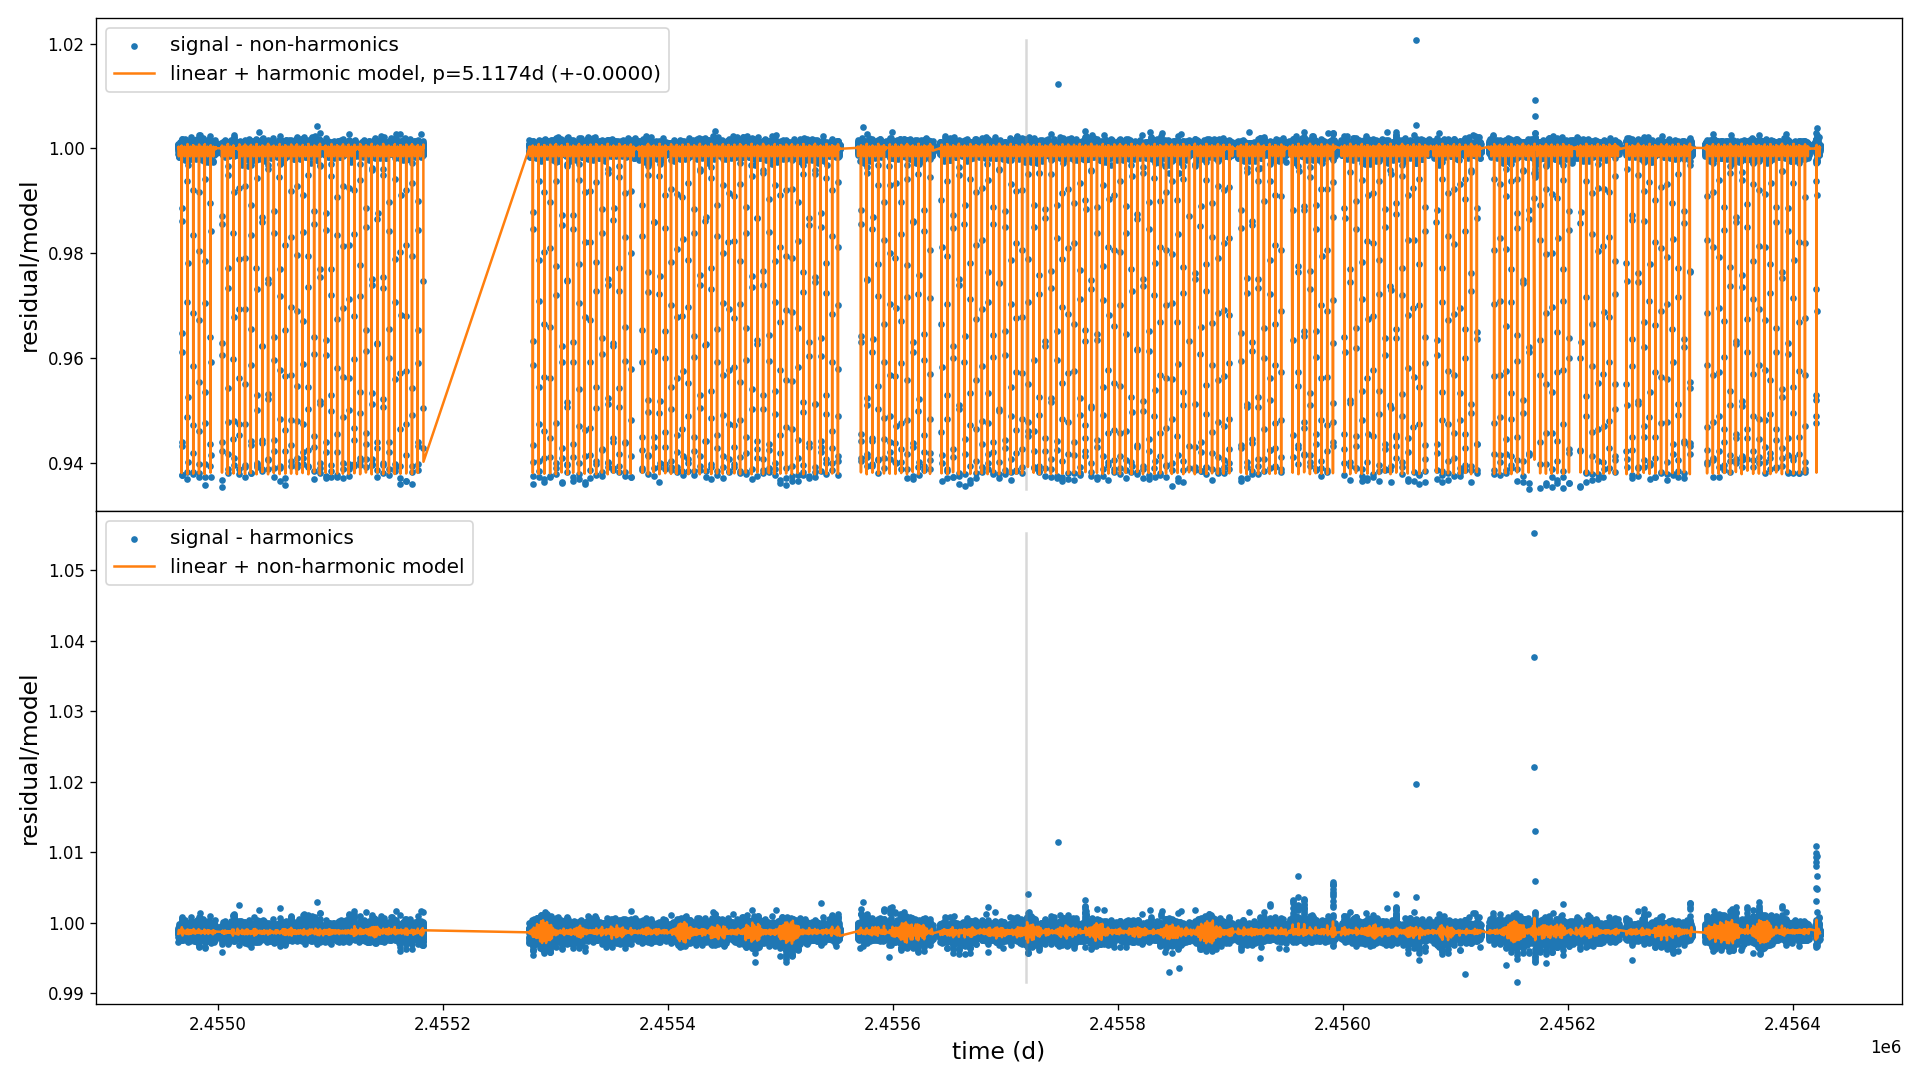 signal - non-harmonics
linear + harmonic model, p=5.1174d (+-0.0000)
1.02
1.00
0.98
0.96
0.94
residual/model
signal - harmonics
linear + non-harmonic model
1.05
1.04
1.03
1.02
1.01
1.00
0.99
residual/model
2.4550
2.4552
2.4554
2.4556
2.4558
2.4560
2.4562
2.4564
1e6
time (d)